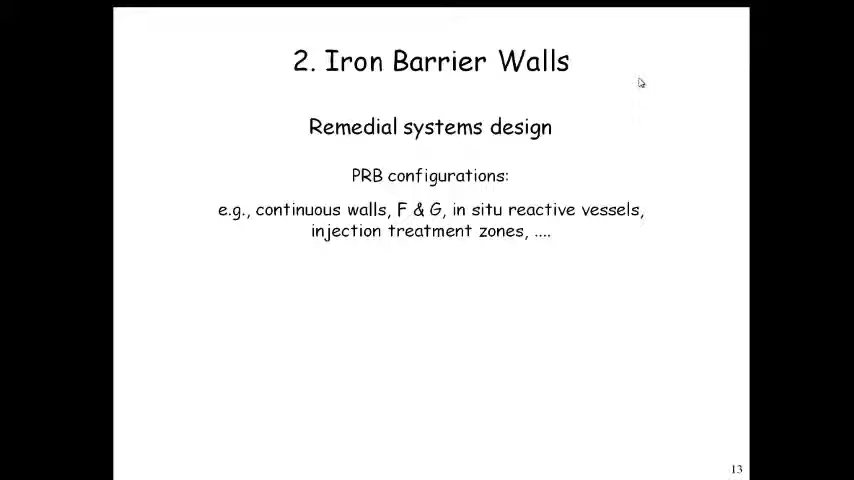 2. Iron Barrier Walls
Remedial systems design
PRB configurations:
e.g., continuous walls, F & G, in situ reactive vessels,
injection treatment zones, ....
13